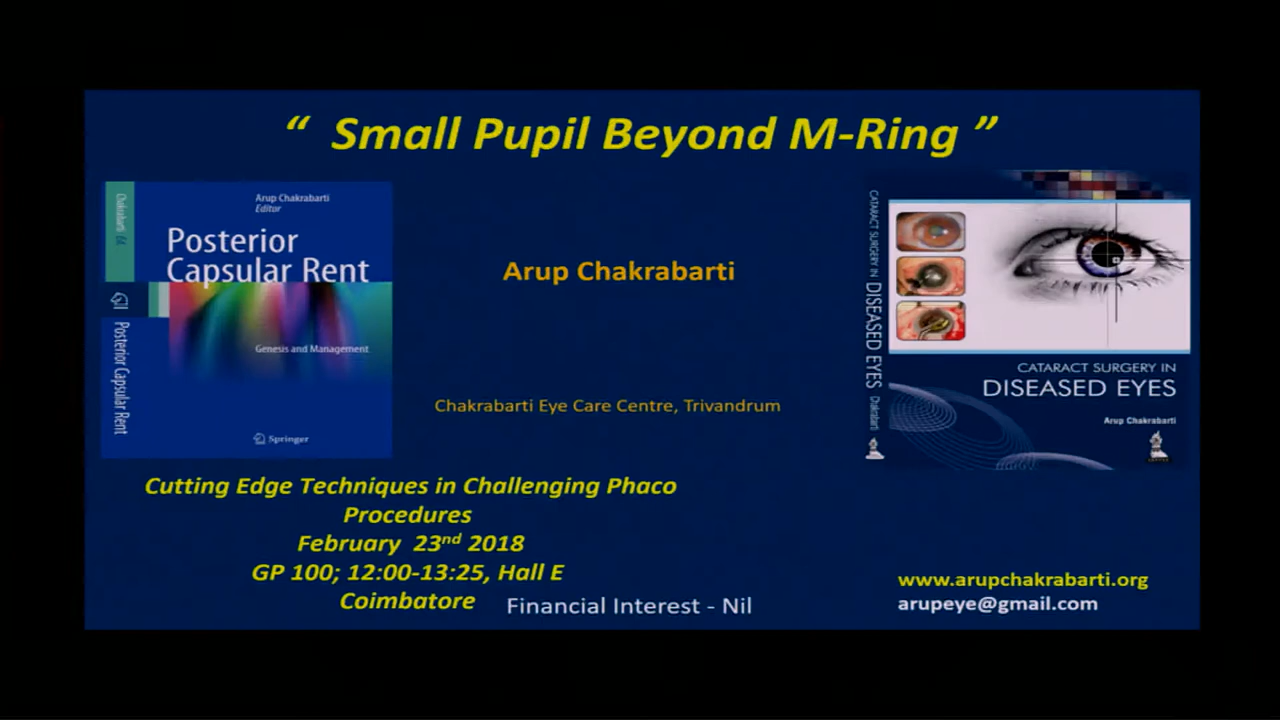 “ Small Pupil Beyond M-Ring ”
Chakrabarti Ed.
Posterior Capsular Rent
Arup Chakrabarti
Editor
Posterior
Capsular Rent
Genesis and Management
Springer
Arup Chakrabarti
Chakrabarti Eye Care Centre, Trivandrum
CATARACT SURGERY IN DISEASED EYES
Chakrabarti
CATARACT SURGERY IN
DISEASED EYES
Arup Chakrabarti
Cutting Edge Techniques in Challenging Phaco
Procedures
February 23nd 2018
GP 100; 12:00-13:25, Hall E
Coimbatore
Financial Interest - Nil
www.arupchakrabarti.org
arupeye@gmail.com